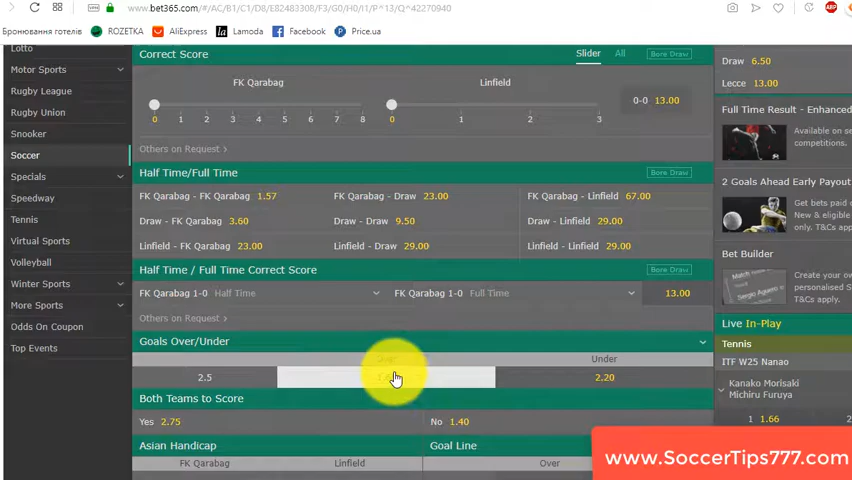 www.bet365.com/#/AC/B1/C1/D8/E82483308/F3/G0/H0/I1/P^13/Q^42270940
VPN
ABP
Бронювання готелів ROZETKA AliExpress Lamoda Facebook Price.ua
Lotto
Motor Sports
Rugby League
Rugby Union
Snooker
Soccer
Specials
Speedway
Tennis
Virtual Sports
Volleyball
Winter Sports
More Sports
Odds On Coupon
Top Events
Correct Score Slider All Bore Draw
FK Qarabag Linfield
0-0 13.00
0 1 2 3 4 5 6 7 8 0 1 2 3
Others on Request
Half Time/Full Time Bore Draw
FK Qarabag - FK Qarabag 1.57 FK Qarabag - Draw 23.00 FK Qarabag - Linfield 67.00
Draw - FK Qarabag 3.60 Draw - Draw 9.50 Draw - Linfield 29.00
Linfield - FK Qarabag 23.00 Linfield - Draw 29.00 Linfield - Linfield 29.00
Half Time / Full Time Correct Score Bore Draw
FK Qarabag 1-0 Half Time FK Qarabag 1-0 Full Time 13.00
Others on Request
Goals Over/Under
Over Under
2.5 2.20
Both Teams to Score
Yes 2.75 No 1.40
Asian Handicap Goal Line
FK Qarabag Linfield Over
Draw 6.50
Lecce 13.00
Full Time Result - Enhanced
Available on se
competitions.
2 Goals Ahead Early Payout
Get bets paid c
New & eligible
only. T&Cs app
Bet Builder
Create your ow
personalised S
T&Cs apply.
Live In-Play
Tennis
ITF W25 Nanao
Kanako Morisaki
Michiru Furuya
1 1.66 2
www.SoccerTips777.com